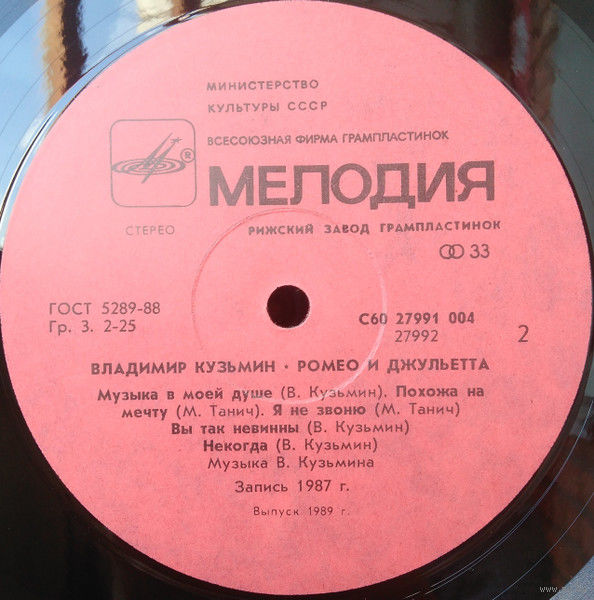 МИНИСТЕРСТВО
КУЛЬТУРЫ СССР
ВСЕСОЮЗНАЯ ФИРМА ГРАМПЛАСТИНОК
®
МЕЛОДИЯ
СТЕРЕО
РИЖСКИЙ ЗАВОД ГРАМПЛАСТИНОК
33
ГОСТ 5289-88
Гр. 3. 2-25
С60 27991 004
27992
2
ВЛАДИМИР КУЗЬМИН • РОМЕО И ДЖУЛЬЕТТА
Музыка в моей душе (В. Кузьмин). Похожа на
мечту (М. Танич). Я не звоню (М. Танич)
Вы так невинны (В. Кузьмин)
Некогда (В. Кузьмин)
Музыка В. Кузьмина
Запись 1987 г.
Выпуск 1989 г.